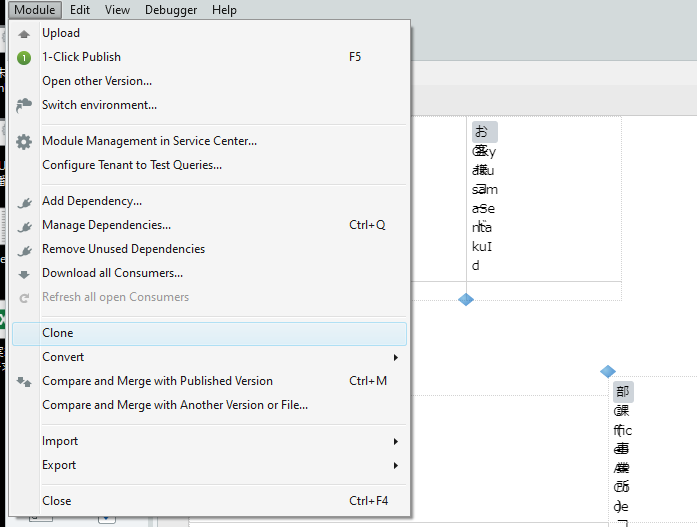 Module Edit View Debugger Help
Upload
1-Click Publish F5
Open other Version...
Switch environment...
Module Management in Service Center...
Configure Tenant to Test Queries...
Add Dependency...
Manage Dependencies... Ctrl+Q
Remove Unused Dependencies
Download all Consumers...
Refresh all open Consumers
Clone
Convert
Compare and Merge with Published Version Ctrl+M
Compare and Merge with Another Version or File...
Import
Export
Close Ctrl+F4
お
sam
kuI
d
部